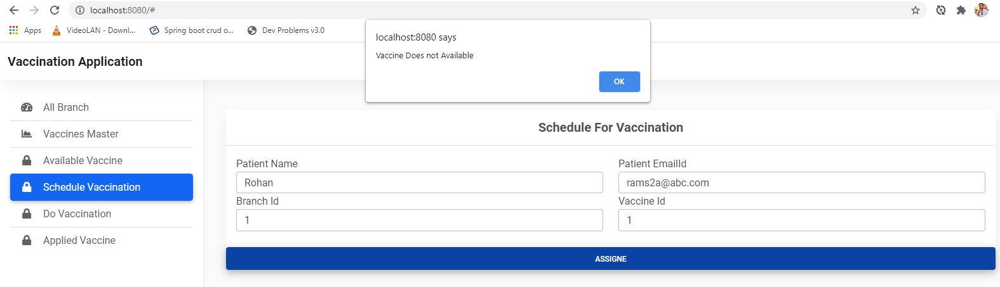 localhost:8080/#
Apps VideoLAN - Downl... Spring boot crud o... Dev Problems v3.0
localhost:8080 says
Vaccine Does not Available
OK
Vaccination Application
All Branch
Vaccines Master
Available Vaccine
Schedule Vaccination
Do Vaccination
Applied Vaccine
Schedule For Vaccination
Patient Name Patient EmailId
Rohan rams2a@abc.com
Branch Id Vaccine Id
1 1
ASSIGNE